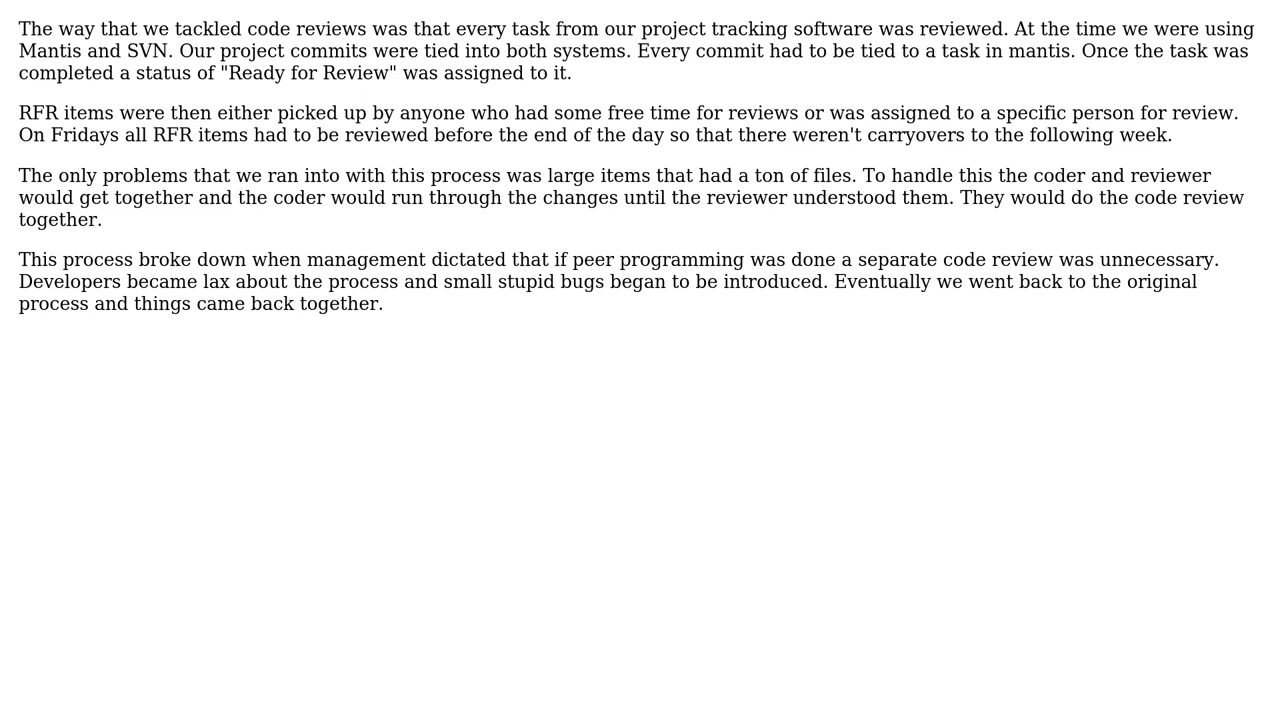 The way that we tackled code reviews was that every task from our project tracking software was reviewed. At the time we were using
Mantis and SVN. Our project commits were tied into both systems. Every commit had to be tied to a task in mantis. Once the task was
completed a status of "Ready for Review" was assigned to it.
RFR items were then either picked up by anyone who had some free time for reviews or was assigned to a specific person for review.
On Fridays all RFR items had to be reviewed before the end of the day so that there weren't carryovers to the following week.
The only problems that we ran into with this process was large items that had a ton of files. To handle this the coder and reviewer
would get together and the coder would run through the changes until the reviewer understood them. They would do the code review
together.
This process broke down when management dictated that if peer programming was done a separate code review was unnecessary.
Developers became lax about the process and small stupid bugs began to be introduced. Eventually we went back to the original
process and things came back together.